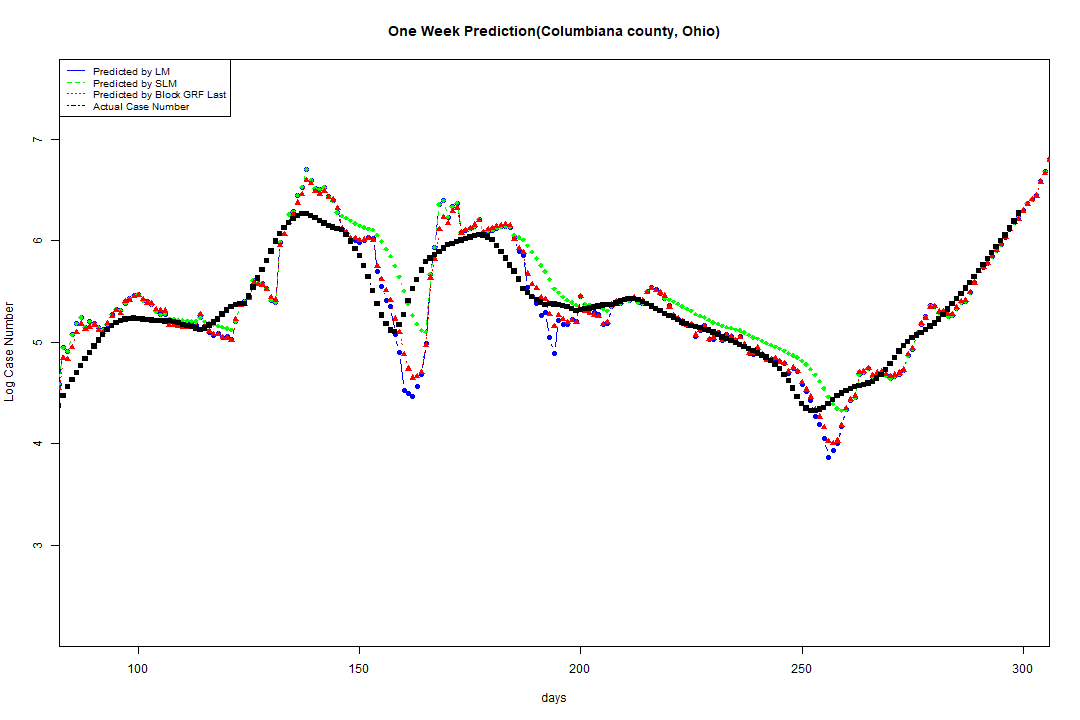 One Week Prediction(Columbiana county, Ohio)
Predicted by LM
Predicted by SLM
Predicted by Block GRF Last
Actual Case Number
7
6
5
4
3
Log Case Number
100 150 200 250 300
days